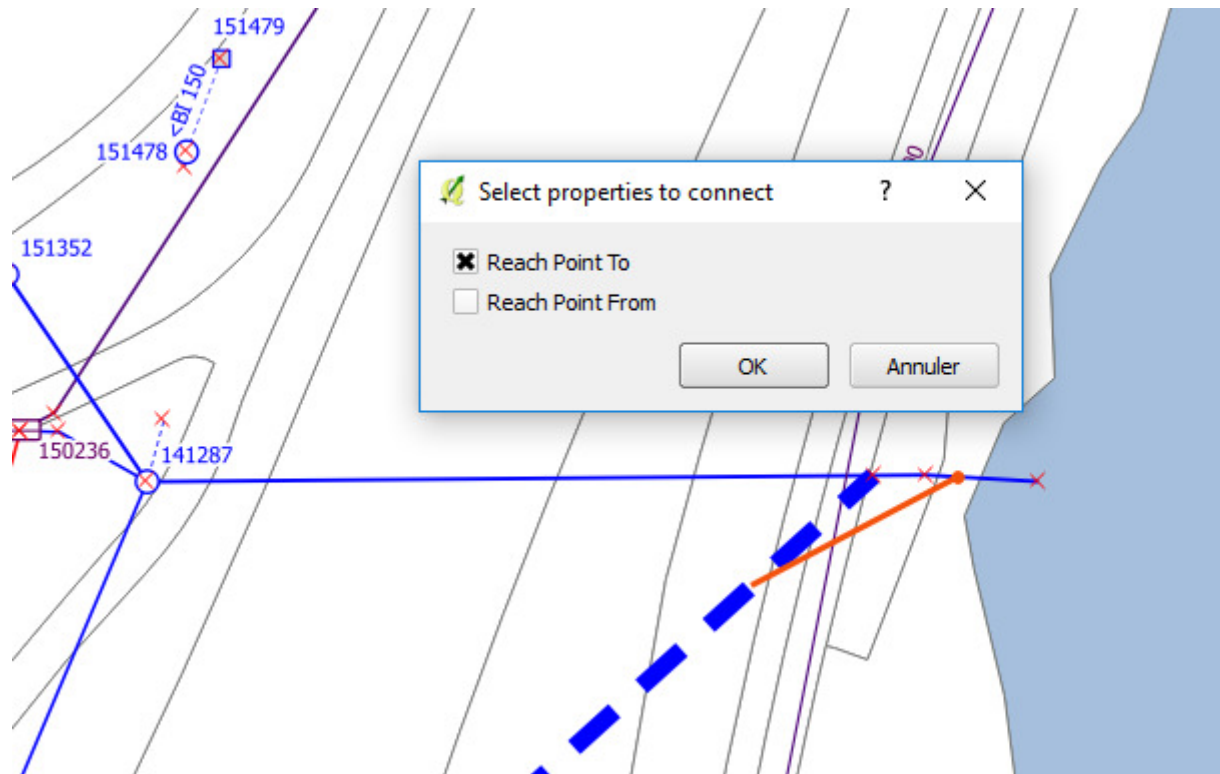 151479
<BI 150
151478
151352
Select properties to connect
?
Reach Point To
Reach Point From
OK
Annuler
150236
141287